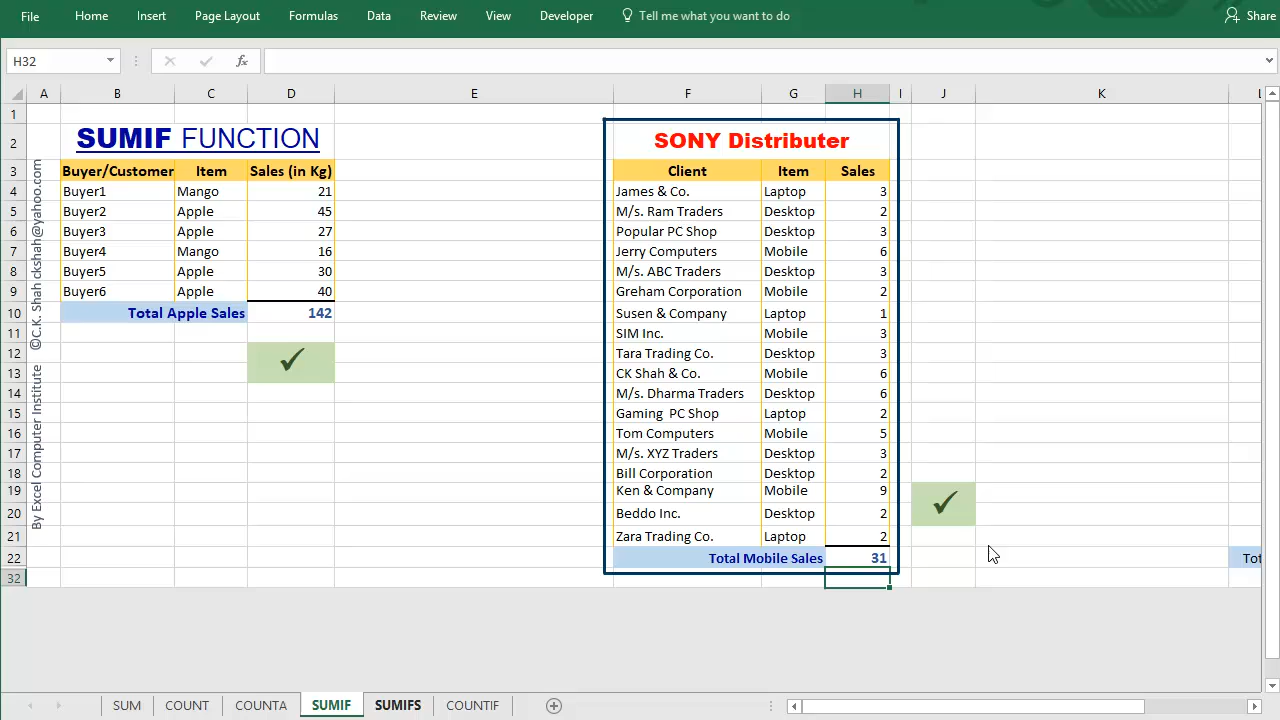 File Home Insert Page Layout Formulas Data Review View Developer Tell me what you want to do Share
H32 fx
A B C D E F G H I J K L
1
2 SUMIF FUNCTION SONY Distributer
3 Buyer/Customer Item Sales (in Kg) Client Item Sales
4 Buyer1 Mango 21 James & Co. Laptop 3
5 Buyer2 Apple 45 M/s. Ram Traders Desktop 2
6 Buyer3 Apple 27 Popular PC Shop Desktop 3
7 Buyer4 Mango 16 Jerry Computers Mobile 6
8 Buyer5 Apple 30 M/s. ABC Traders Desktop 3
9 Buyer6 Apple 40 Greham Corporation Mobile 2
10 Total Apple Sales 142 Susen & Company Laptop 1
11 SIM Inc. Mobile 3
12 Tara Trading Co. Desktop 3
13 CK Shah & Co. Mobile 6
14 M/s. Dharma Traders Desktop 6
15 Gaming PC Shop Laptop 2
16 Tom Computers Mobile 5
17 M/s. XYZ Traders Desktop 3
18 Bill Corporation Desktop 2
19 Ken & Company Mobile 9
20 Beddo Inc. Desktop 2
21 Zara Trading Co. Laptop 2
22 Total Mobile Sales 31 Tot
32
By Excel Computer Institute ©C.K. Shah ckshah@yahoo.com
SUM COUNT COUNTA SUMIF SUMIFS COUNTIF